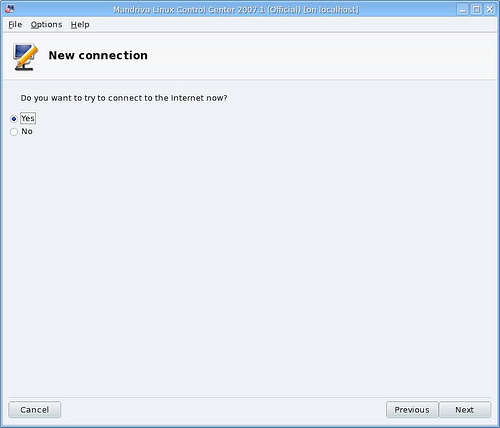 Mandriva Linux Control Center 2007.1 (Official) [on localhost]
File Options Help
New connection
Do you want to try to connect to the Internet now?
Yes
No
Cancel Previous Next